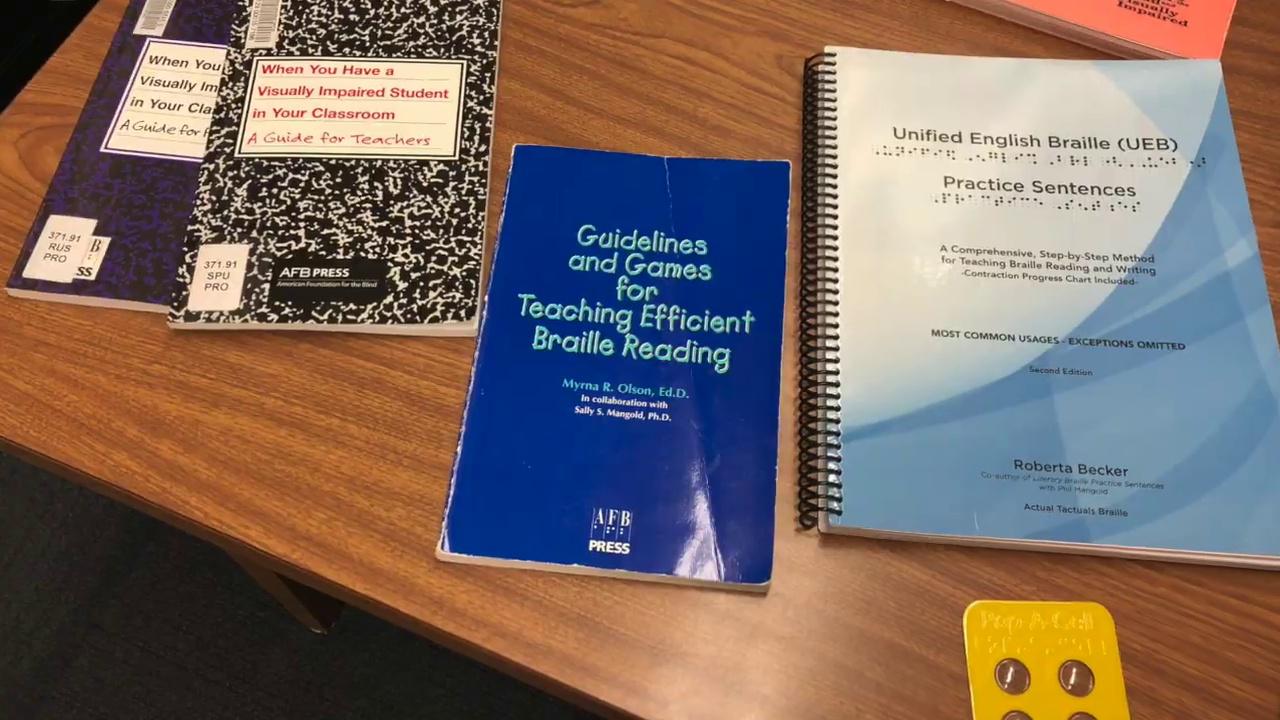 When You
Visually Im
in Your Cla
A Guide for
371.91
RUS
PRO
B
SS
When You Have a
Visually Impaired Student
in Your Classroom
A Guide for Teachers
371.91
SPU
PRO
AFB PRESS
American Foundation for the Blind
Guidelines
and Games
for
Teaching Efficient
Braille Reading
Myrna R. Olson, Ed.D.
In collaboration with
Sally S. Mangold, Ph.D.
AFB
PRESS
Visually
Impaired
Unified English Braille (UEB)
Practice Sentences
A Comprehensive, Step-by-Step Method
for Teaching Braille Reading and Writing
-Contraction Progress Chart Included-
MOST COMMON USAGES - EXCEPTIONS OMITTED
Second Edition
Roberta Becker
Co-author of Literary Braille Practice Sentences
with Phil Mangold
Actual Tactuals Braille
Pop-A-Cell